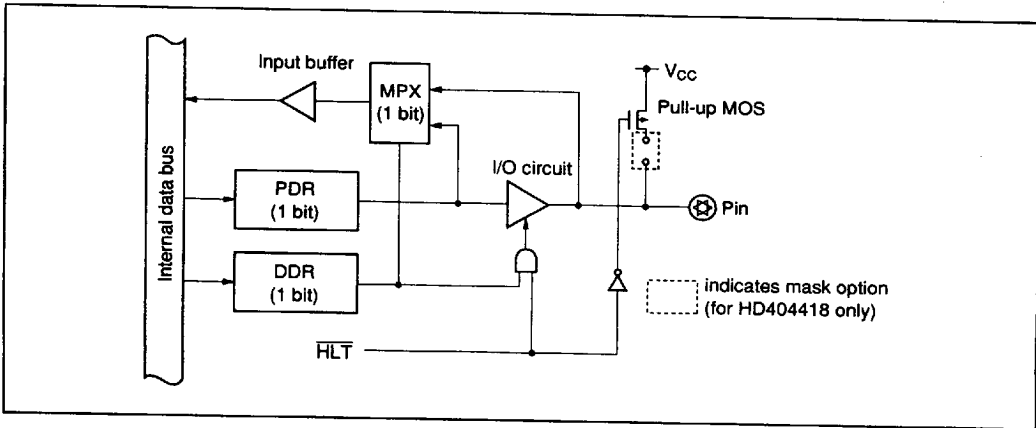 Input buffer
MPX
(1 bit)
VCC
Pull-up MOS
I/O circuit
Internal data bus
PDR
(1 bit)
Pin
DDR
(1 bit)
indicates mask option
(for HD404418 only)
HLT